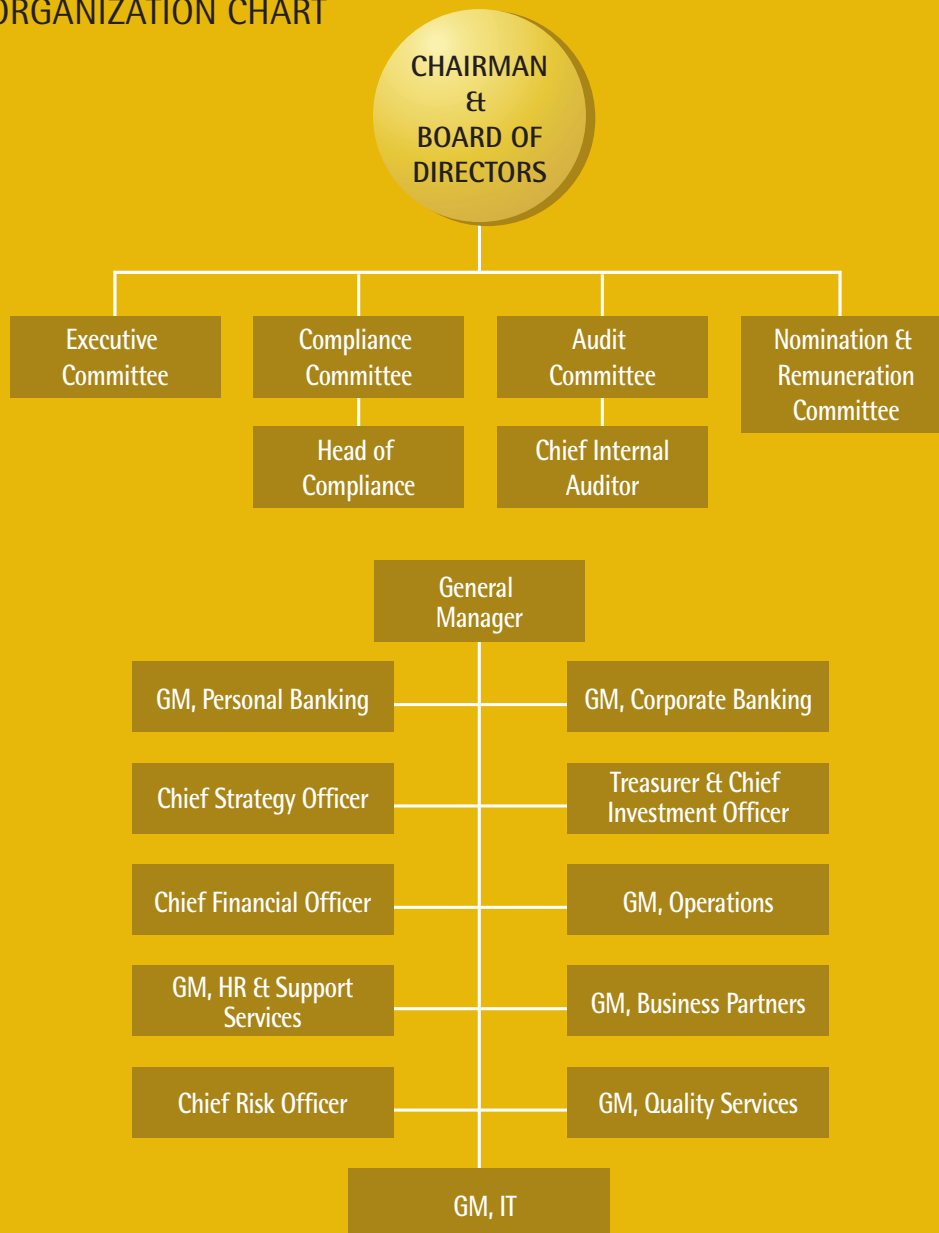 ORGANIZATION CHART
CHAIRMAN
&
BOARD OF
DIRECTORS
Executive
Committee
Compliance
Committee
Audit
Committee
Nomination &
Remuneration
Committee
Head of
Compliance
Chief Internal
Auditor
General
Manager
GM, Personal Banking
GM, Corporate Banking
Chief Strategy Officer
Treasurer & Chief
Investment Officer
Chief Financial Officer
GM, Operations
GM, HR & Support
Services
GM, Business Partners
Chief Risk Officer
GM, Quality Services
GM, IT